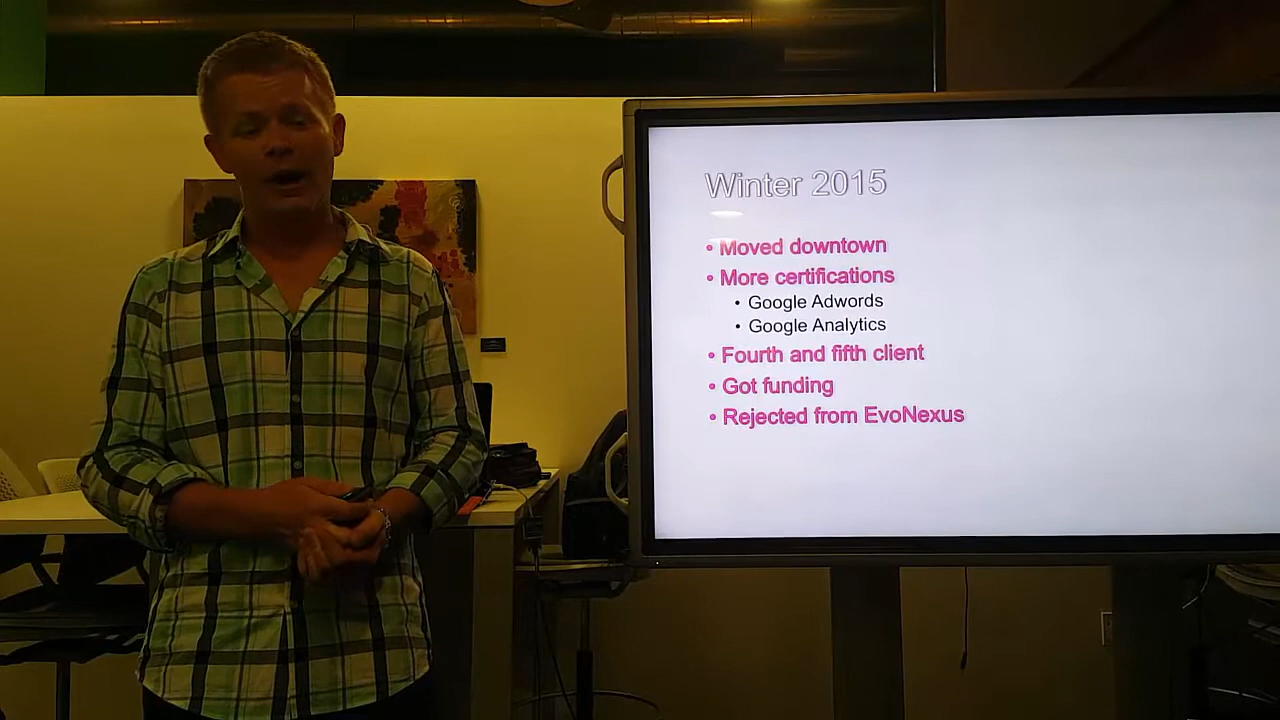 Winter 2015
• Moved downtown
• More certifications
• Google Adwords
• Google Analytics
• Fourth and fifth client
• Got funding
• Rejected from EvoNexus